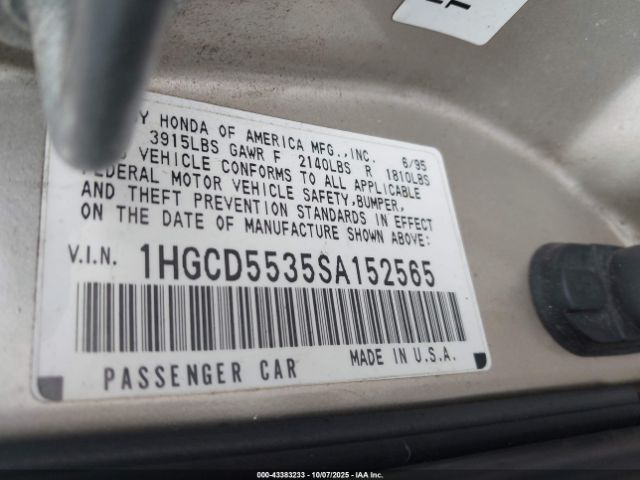 BY HONDA OF AMERICA MFG.,INC. 6/95
3915LBS GAWR F 2140LBS R 1810LBS
VEHICLE CONFORMS TO ALL APPLICABLE
FEDERAL MOTOR VEHICLE SAFETY,BUMPER,
AND THEFT PREVENTION STANDARDS IN EFFECT
ON THE DATE OF MANUFACTURE SHOWN ABOVE:
V.I.N. 1HGCD5535SA152565
PASSENGER CAR MADE IN U.S.A.
000-43383233 - 10/07/2025 - IAA Inc.